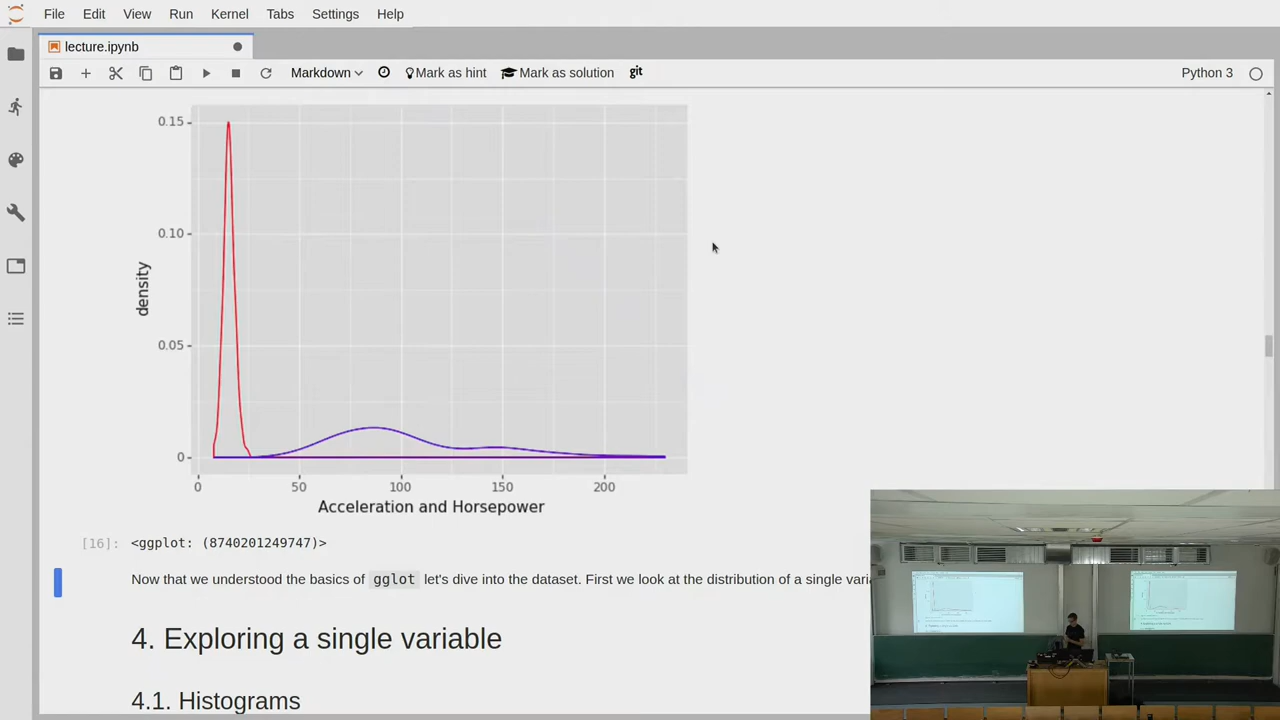 File Edit View Run Kernel Tabs Settings Help
lecture.ipynb
Markdown Mark as hint Mark as solution git Python 3
0.15
0.10
0.05
0
density
0 50 100 150 200
Acceleration and Horsepower
[16]: <ggplot: (8740201249747)>
Now that we understood the basics of gglot let's dive into the dataset. First we look at the distribution of a single
4. Exploring a single variable
4.1. Histograms